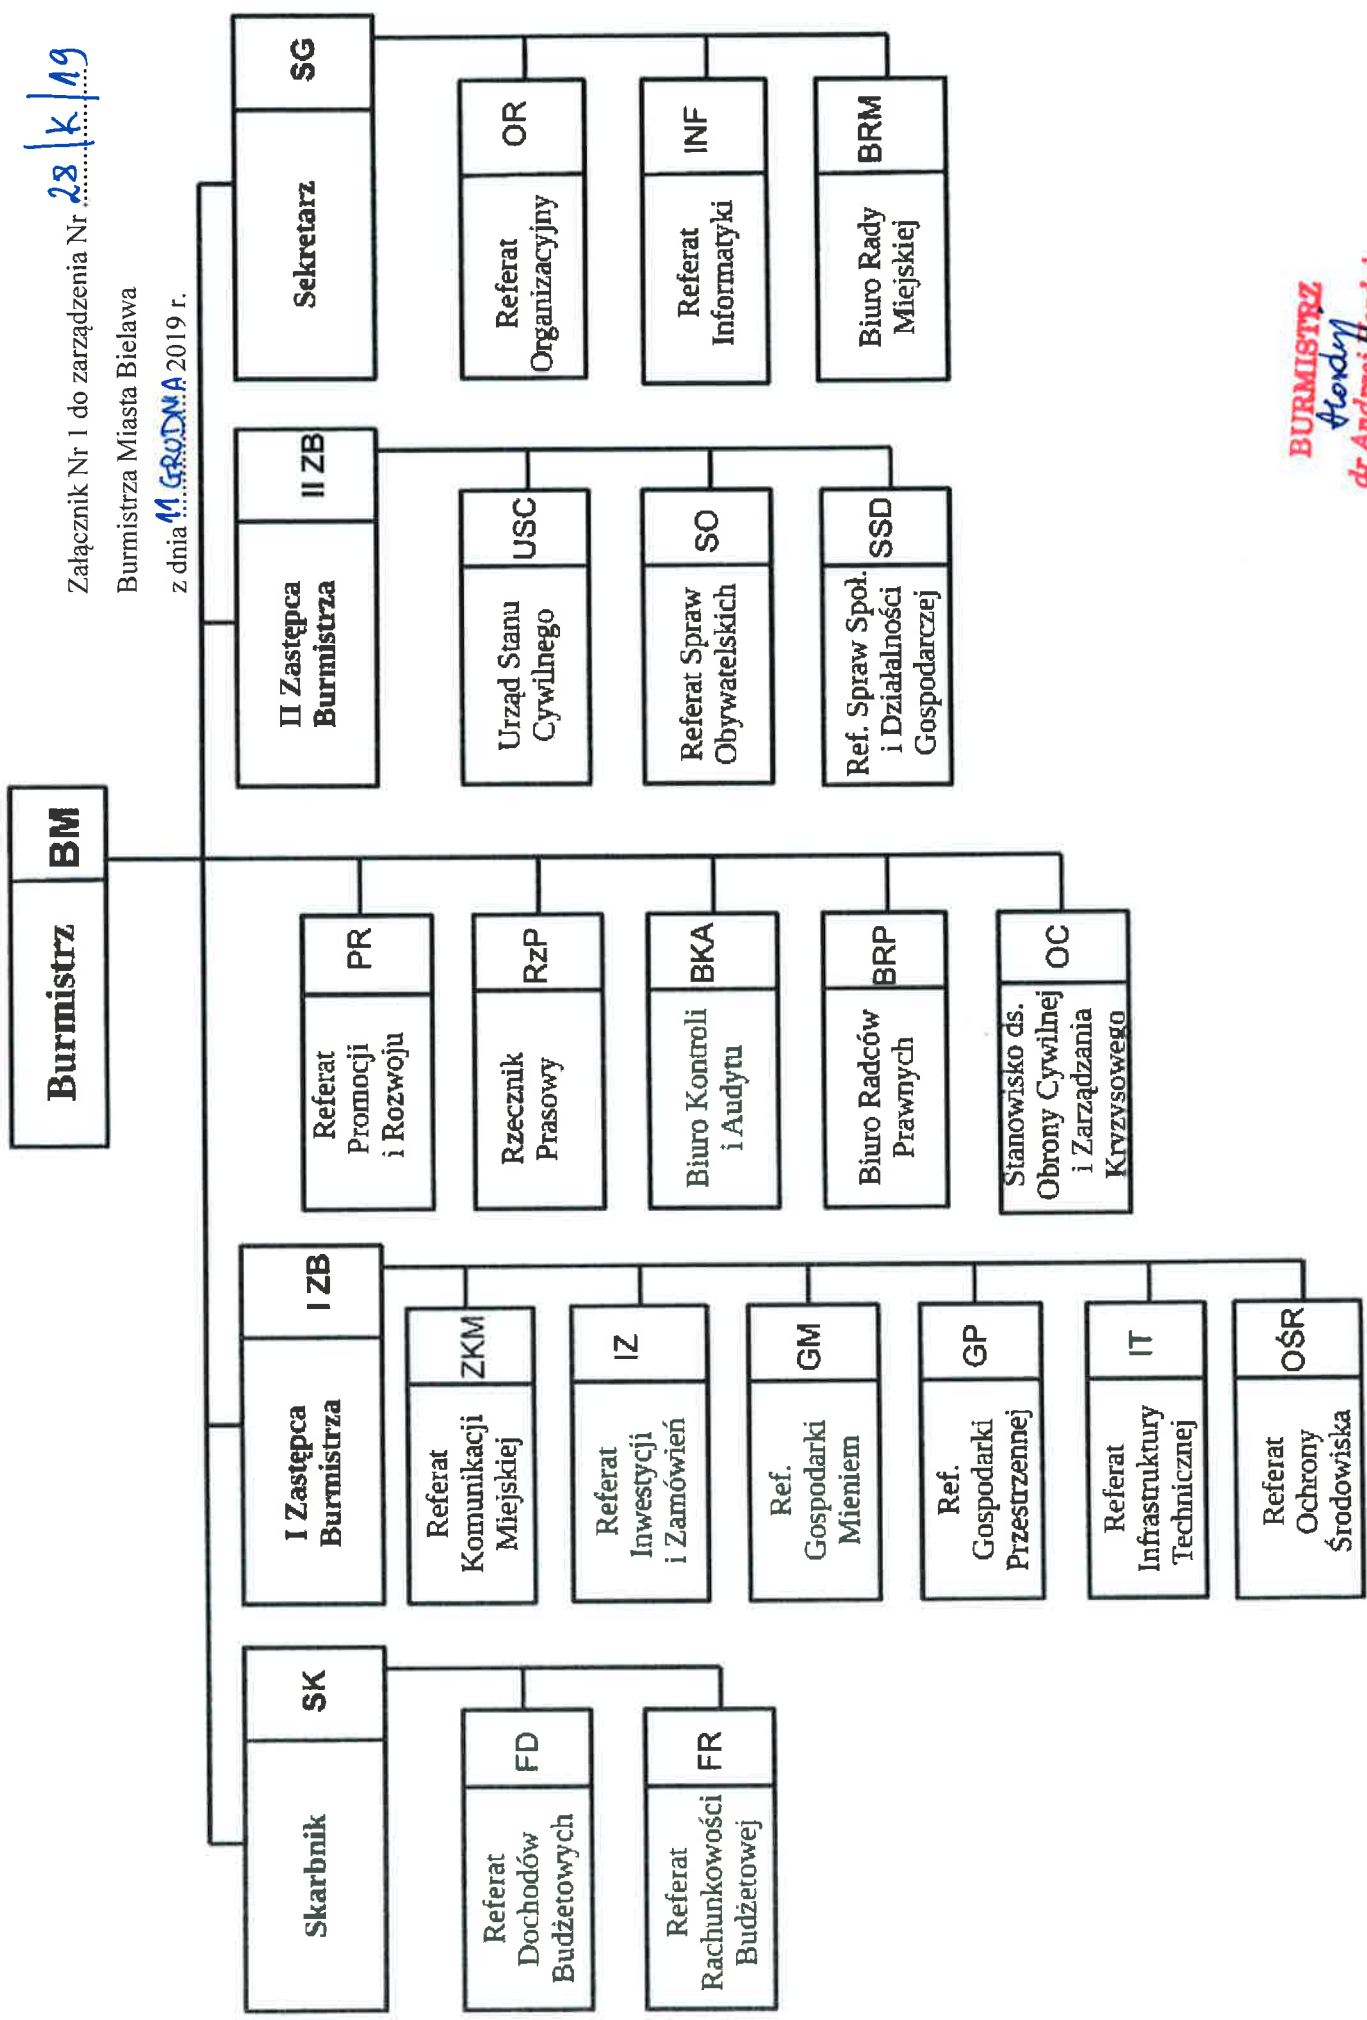 Załącznik Nr 1 do zarządzenia Nr 28/K/19
Burmistrza Miasta Bielawa
z dnia 11 GRUDNIA 2019 r.
Burmistrz
BM
Skarbnik
SK
Referat
Dochodów
Budżetowych
FD
Referat
Rachunkowości
Budżetowej
FR
I Zastępca
Burmistrza
I ZB
Referat
Komunikacji
Miejskiej
ZKM
Referat
Inwestycji
i Zamówień
IZ
Ref.
Gospodarki
Mieniem
GM
Ref.
Gospodarki
Przestrzennej
GP
Referat
Infrastruktury
Technicznej
IT
Referat
Ochrony
Środowiska
OŚR
Referat
Promocji
i Rozwoju
PR
Rzecznik
Prasowy
RzP
Biuro Kontroli
i Audytu
BKA
Biuro Radców
Prawnych
BRP
Stanowisko ds.
Obrony Cywilnej
i Zarządzania
Kryzysowego
OC
II Zastępca
Burmistrza
II ZB
Urząd Stanu
Cywilnego
USC
Referat Spraw
Obywatelskich
SO
Ref. Spraw Społ.
i Działalności
Gospodarczej
SSD
Sekretarz
SG
Referat
Organizacyjny
OR
Referat
Informatyki
INF
Biuro Rady
Miejskiej
BRM
BURMISTRZ
dr Andrzej